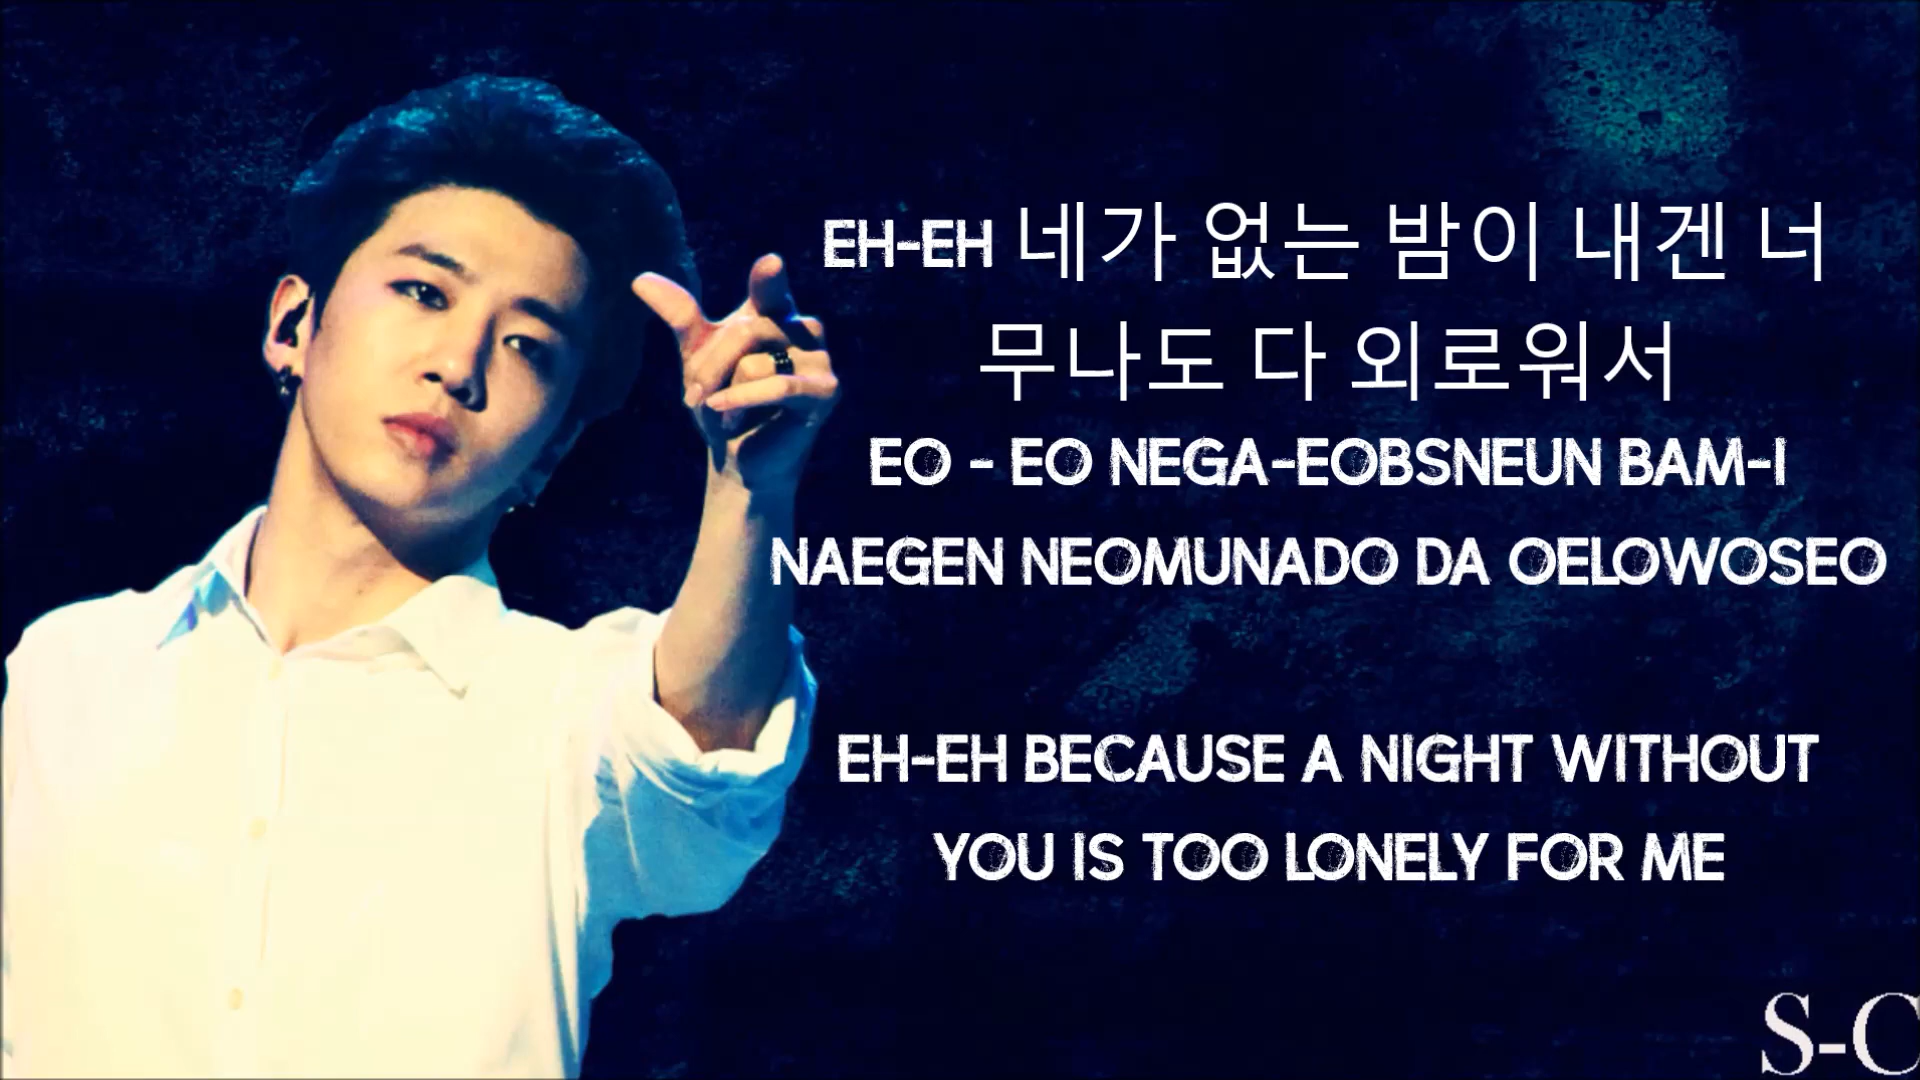 EH-EH 네가 없는 밤이 내겐 너
무나도 다 외로워서
EO - EO NEGA-EOBSNEUN BAM-I
NAEGEN NEOMUNADO DA OELOWOSEO
EH-EH BECAUSE A NIGHT WITHOUT
YOU IS TOO LONELY FOR ME
S-C